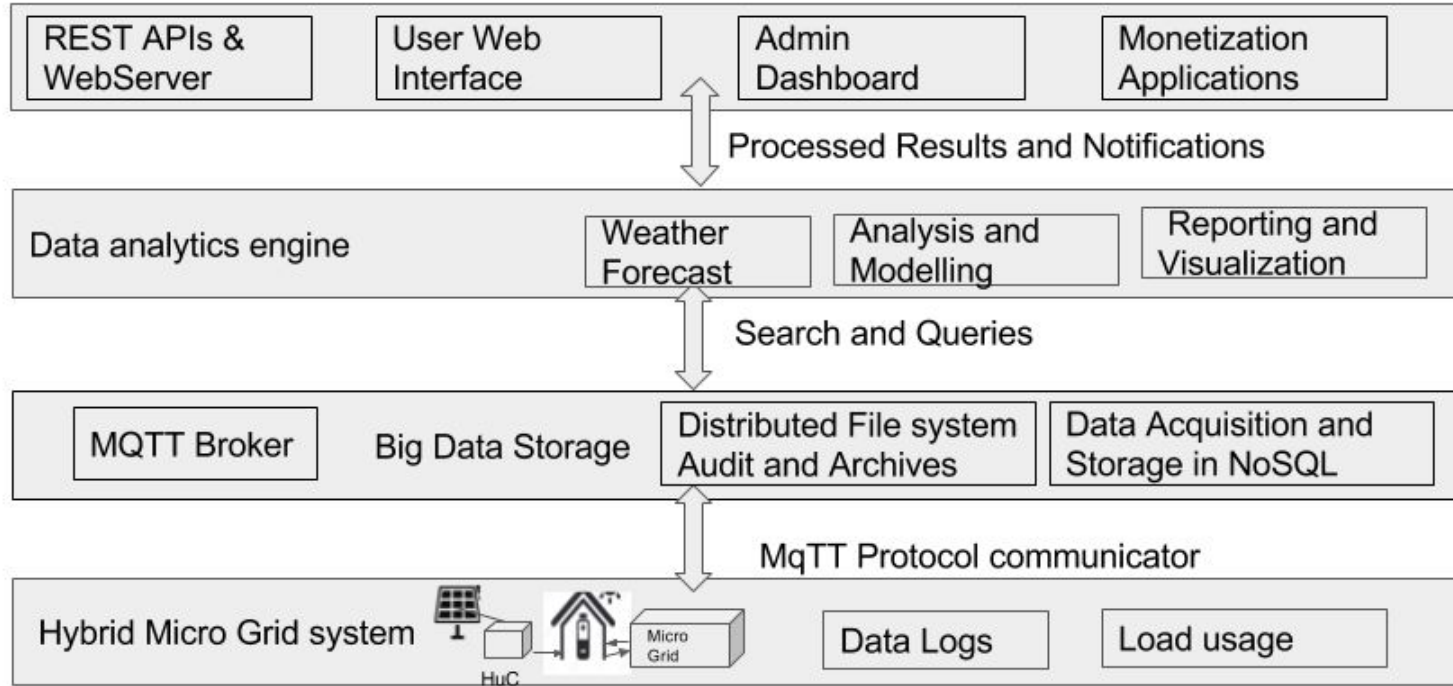 REST APIs &
WebServer
User Web
Interface
Admin
Dashboard
Monetization
Applications
Processed Results and Notifications
Data analytics engine
Weather
Forecast
Analysis and
Modelling
Reporting and
Visualization
Search and Queries
MQTT Broker
Big Data Storage
Distributed File system
Audit and Archives
Data Acquisition and
Storage in NoSQL
MqTT Protocol communicator
Hybrid Micro Grid system
HuC
Micro
Grid
Data Logs
Load usage